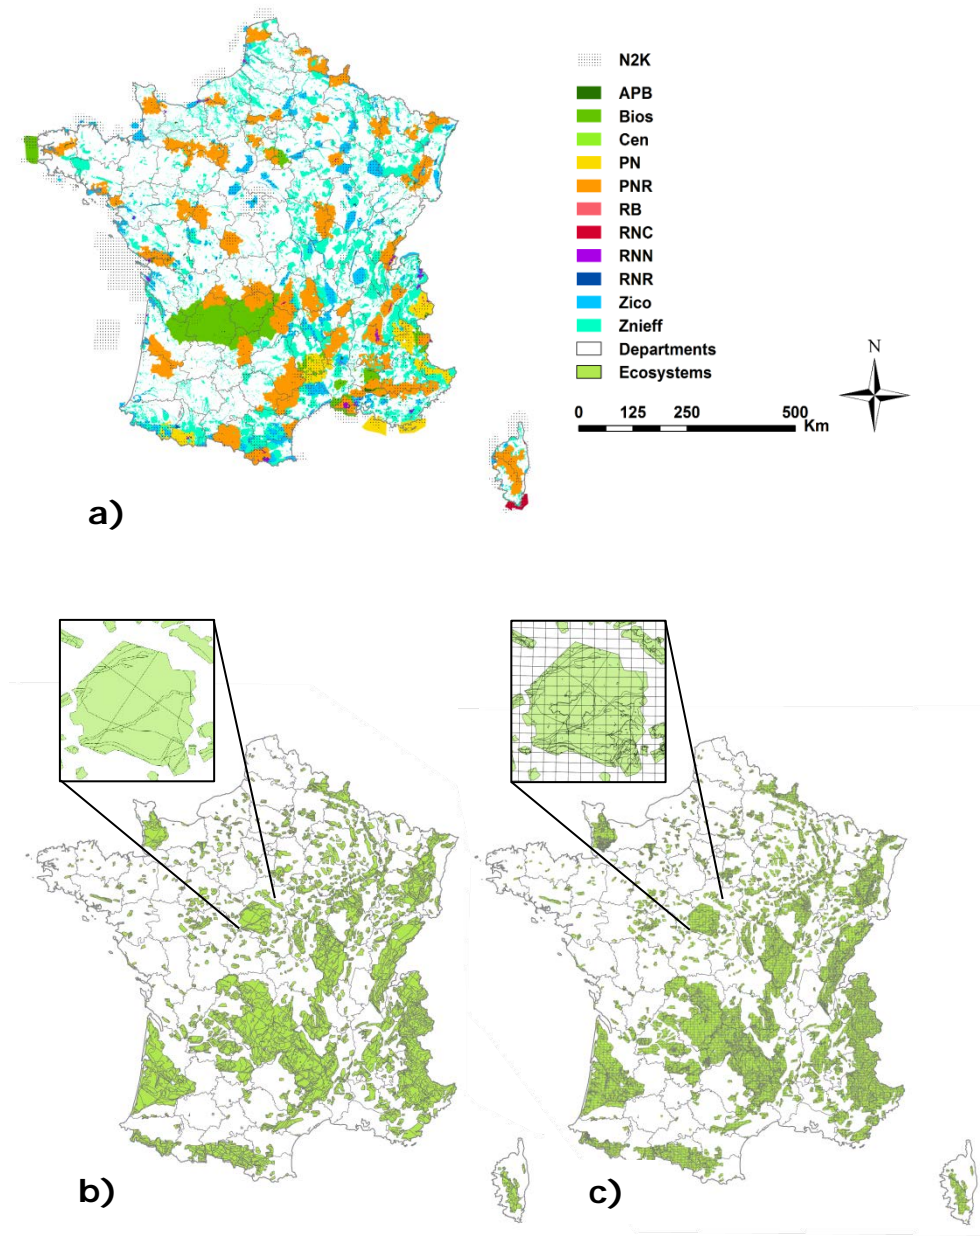 N2K
APB
Bios
Cen
PN
PNR
RB
RNC
RNN
RNR
Zico
Znieff
Departments
Ecosystems
0 125 250 500
Km
N
a)
b)
c)